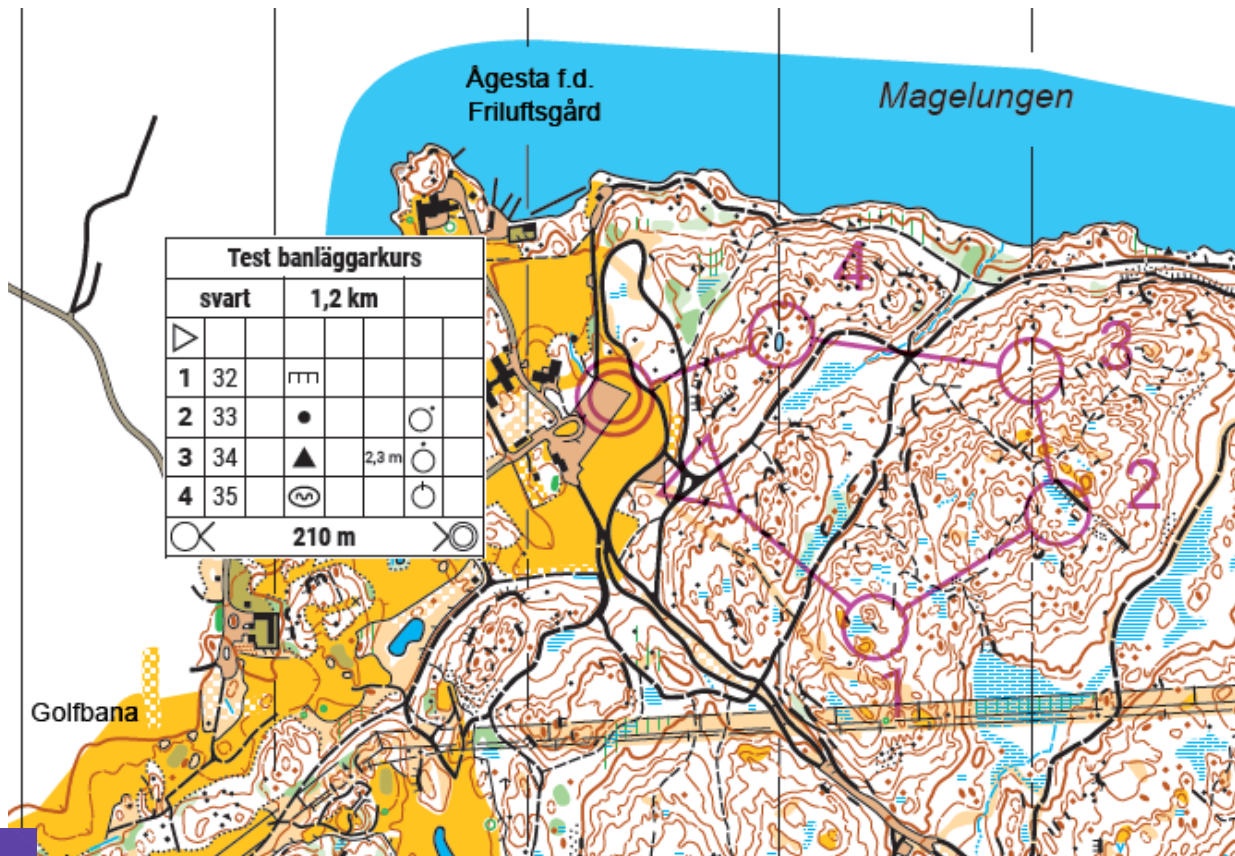 Ågesta f.d.
Friluftsgård
Magelungen
Test banläggarkurs
svart 1,2 km
1 32
2 33
3 34 2,3 m
4 35
210 m
4
3
2
1
Golfbana